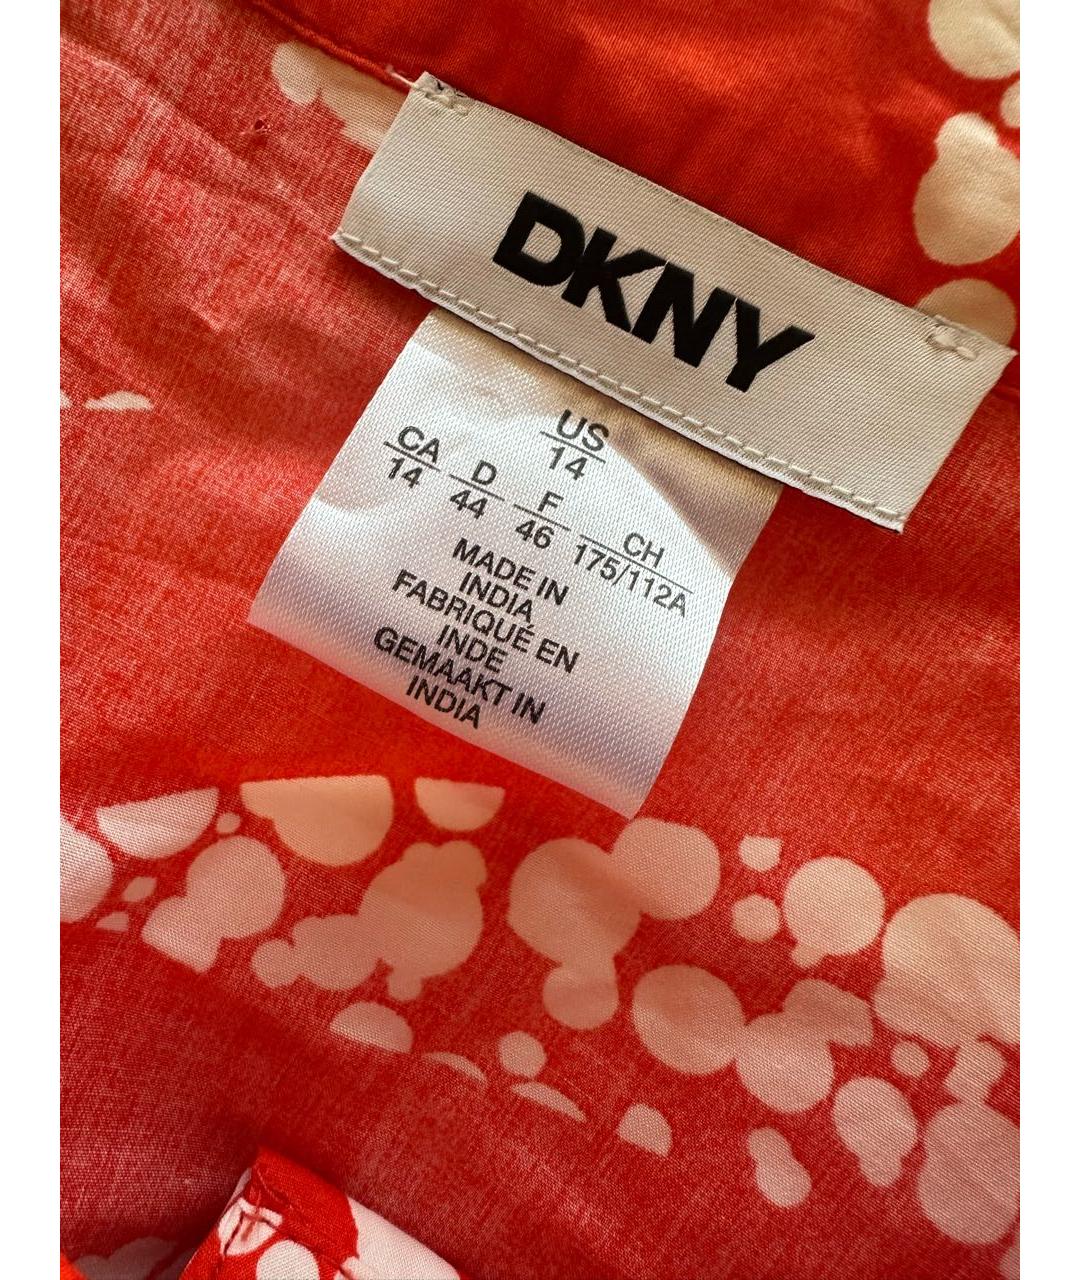 DKNY
US
14
CA D F CH
14 44 46 175/112A
MADE IN
INDIA
FABRIQUÉ EN
INDE
GEMAAKT IN
INDIA